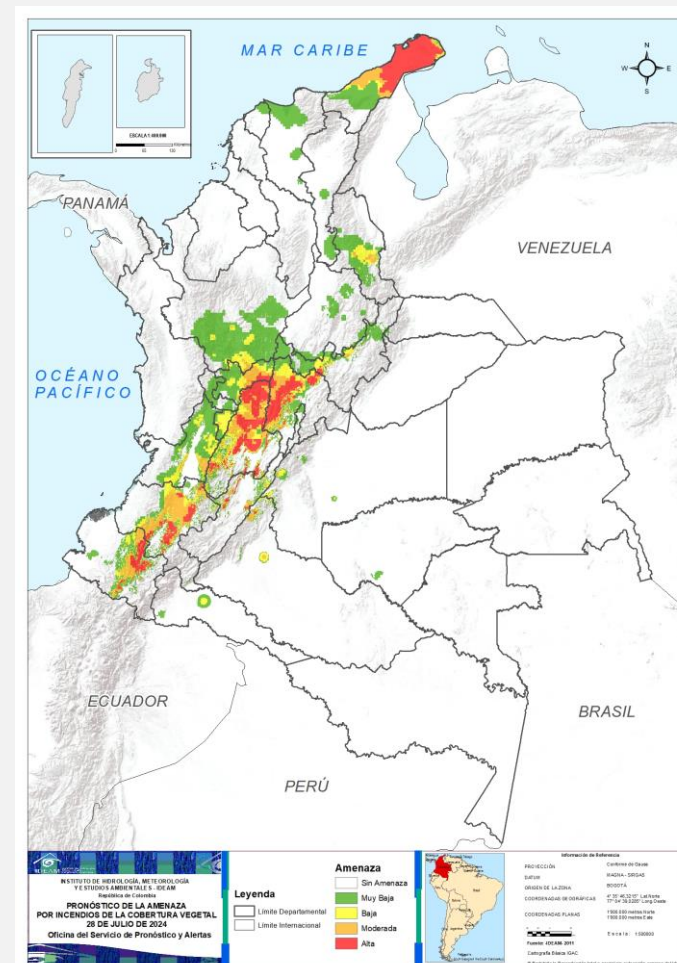 MAR CARIBE
N
W
E
S
PANAMÁ
VENEZUELA
OCÉANO
PACÍFICO
ECUADOR
BRASIL
PERÚ
IDEAM
INSTITUTO DE HIDROLOGÍA, METEOROLOGÍA
Y ESTUDIOS AMBIENTALES - IDEAM
República de Colombia
PRONÓSTICO DE LA AMENAZA
POR INCENDIOS DE LA COBERTURA VEGETAL
28 DE JULIO DE 2024
Oficina del Servicio de Pronóstico y Alertas
Leyenda
Límite Departamental
Límite Internacional
Amenaza
Sin Amenaza
Muy Baja
Baja
Moderada
Alta
Información de Referencia
PROYECCIÓN
Conforme de Gauss
DATUM
MAGNA - SIRGAS
ORIGEN DE LA ZONA
BOGOTÁ
COORDENADAS GEOGRÁFICAS
COORDENADAS PLANAS
Escala:
Fuente: IDEAM. 2011
Cartografía Básica IGAC